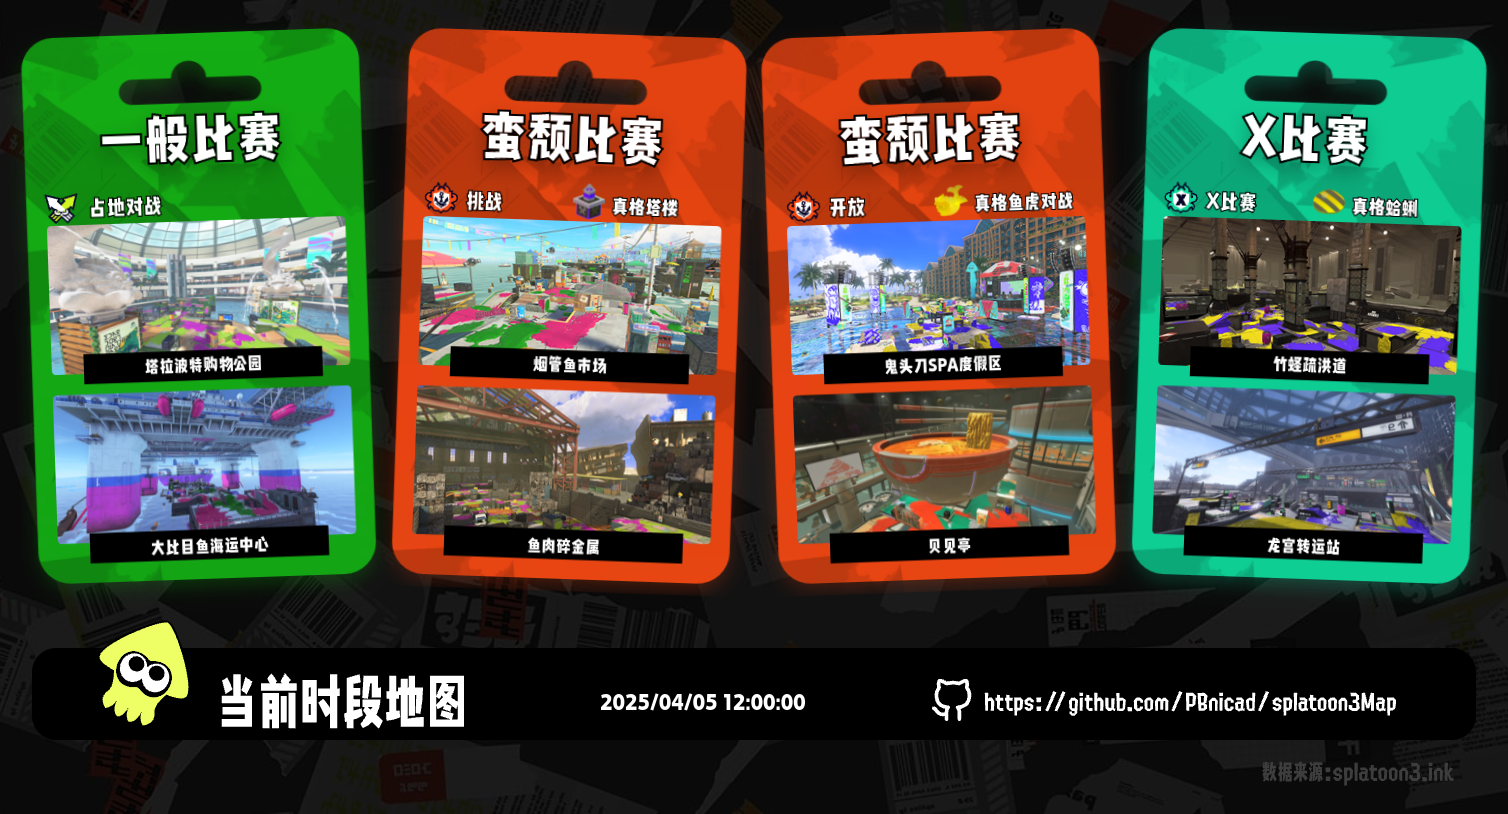 一般比赛
占地对战
塔拉波特购物公园
大比目鱼海运中心
蛮颓比赛
挑战
真格塔楼
烟管鱼市场
鱼肉碎金属
蛮颓比赛
开放
真格鱼虎对战
鬼头刀SPA度假区
贝见亭
X比赛
X比赛
真格蛤蜊
竹蛏疏洪道
龙宫转运站
当前时段地图
2025/04/05 12:00:00
https://github.com/PBnicad/splatoon3Map
数据来源:splatoon3.ink